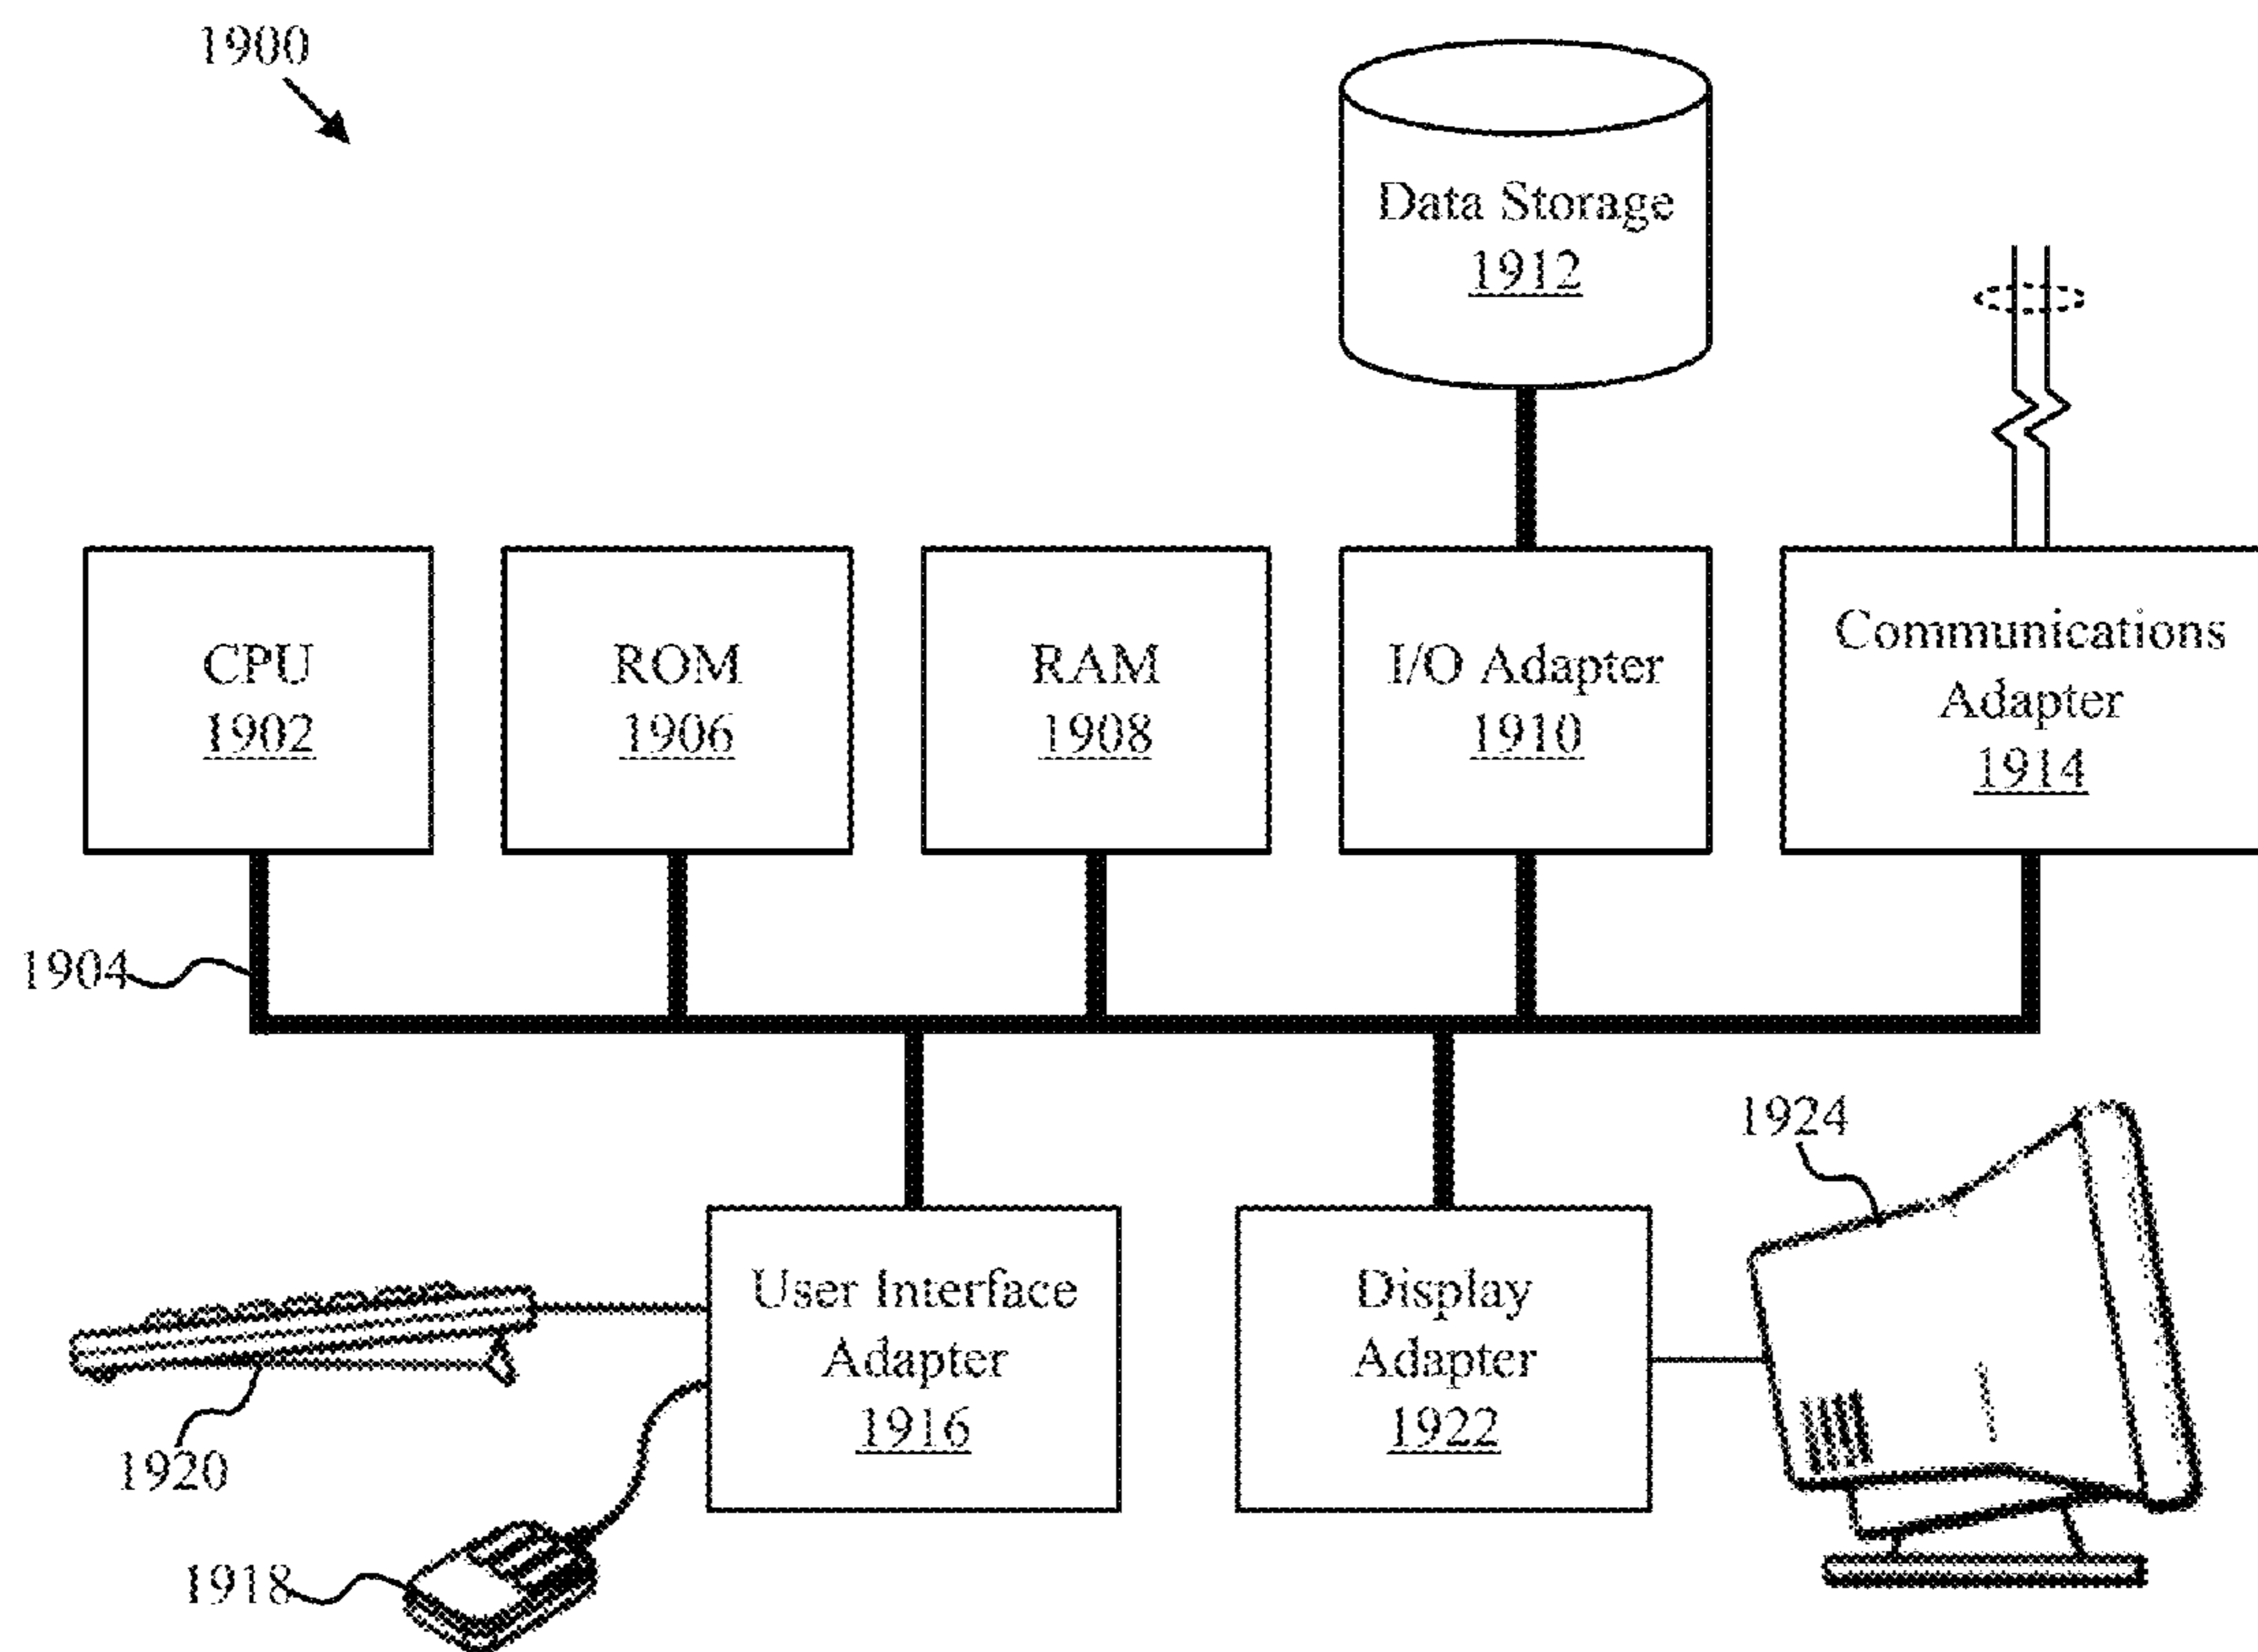 1900
Data Storage
1912
CPU
1902
ROM
1906
RAM
1908
I/O Adapter
1910
Communications
Adapter
1914
1904
1924
User Interface
Adapter
1916
Display
Adapter
1922
1920
1918